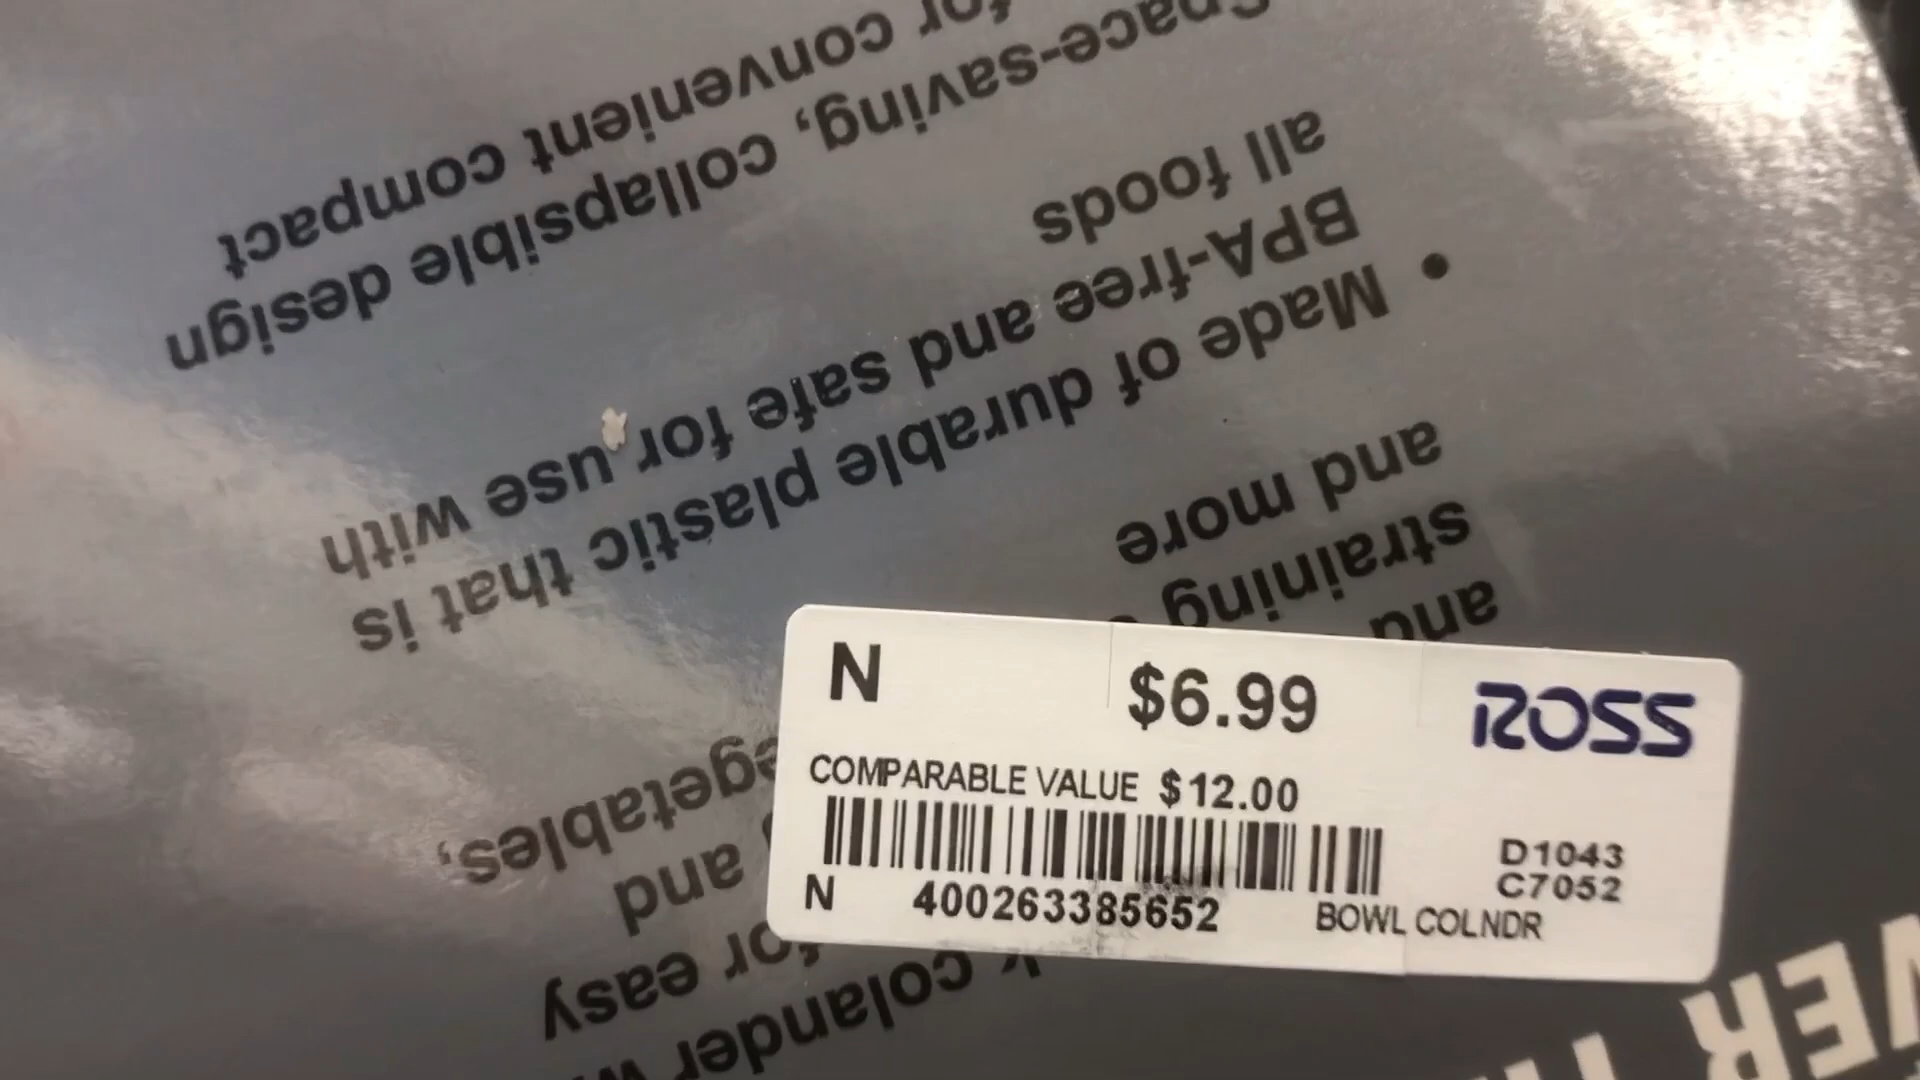 N $6.99 ROSS
COMPARABLE VALUE $12.00
D1043
C7052
N 400263385652 BOWL COLNDR
colander
for easy
and
straining
and more
• Made of durable plastic that is
BPA-free and safe for use with
all foods
Space-saving, collapsible design
for convenient compact